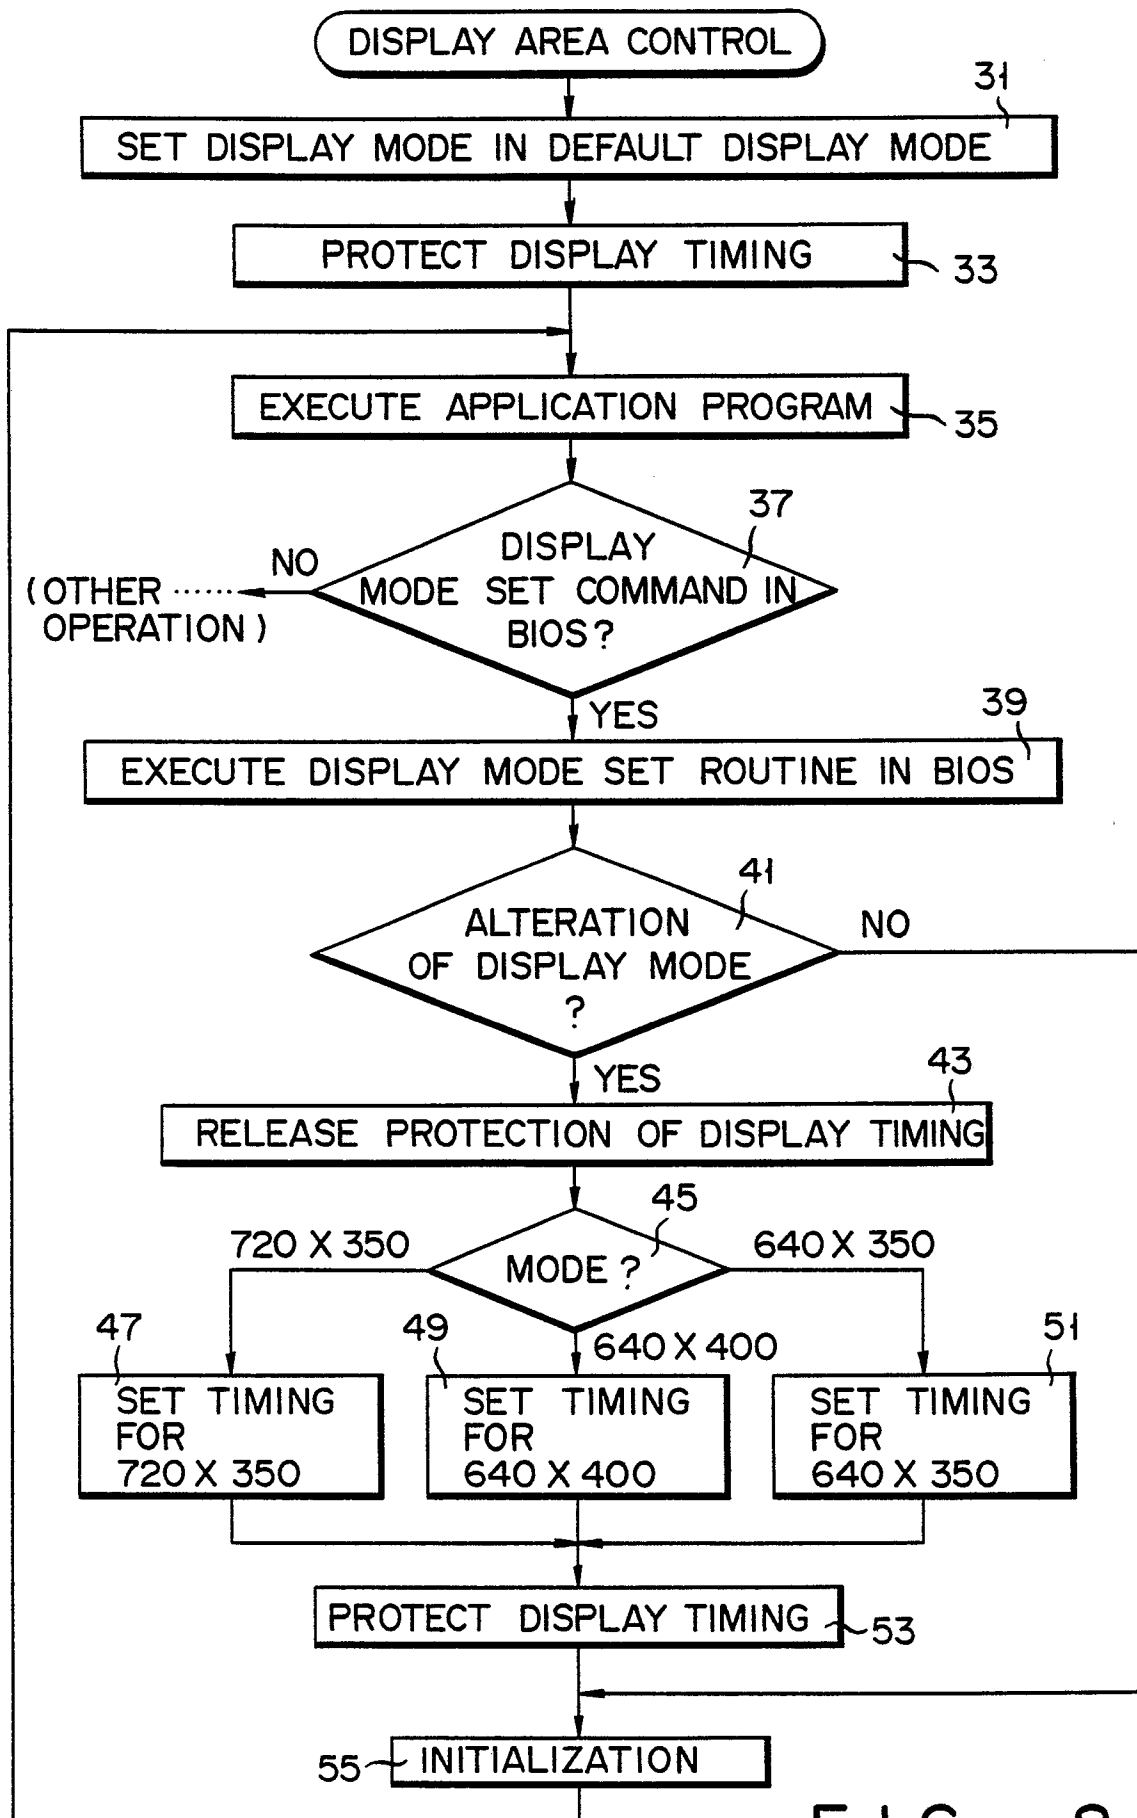 DISPLAY AREA CONTROL
31
SET DISPLAY MODE IN DEFAULT DISPLAY MODE
PROTECT DISPLAY TIMING
33
EXECUTE APPLICATION PROGRAM
35
37
DISPLAY
MODE SET COMMAND IN
BIOS?
NO
(OTHER ......
OPERATION)
YES
39
EXECUTE DISPLAY MODE SET ROUTINE IN BIOS
41
ALTERATION
OF DISPLAY MODE
?
NO
YES
43
RELEASE PROTECTION OF DISPLAY TIMING
45
MODE?
720 X 350
640 X 350
640 X 400
47
SET TIMING
FOR
720 X 350
49
SET TIMING
FOR
640 X 400
51
SET TIMING
FOR
640 X 350
PROTECT DISPLAY TIMING
53
55
INITIALIZATION